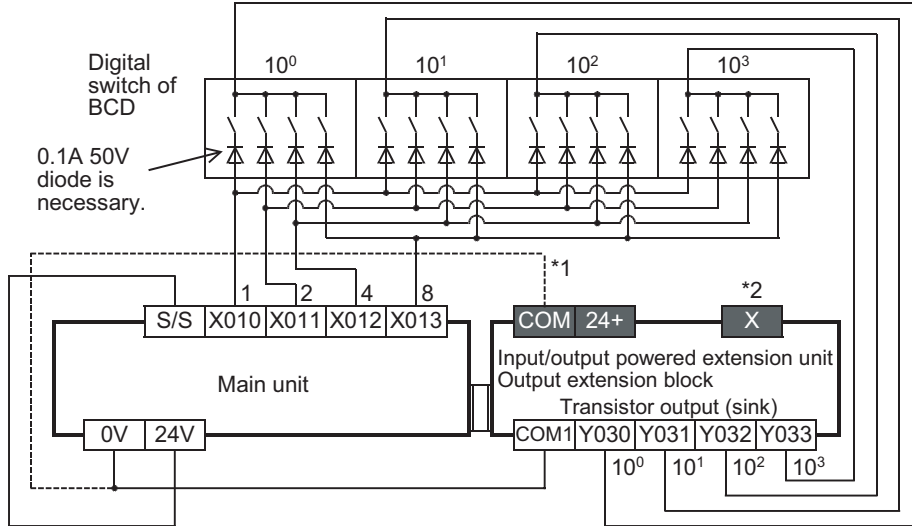 Digital
switch of
BCD
10⁰ 10¹ 10² 10³
0.1A 50V
diode is
necessary.
*1
1 2 4 8
*2
S/S X010 X011 X012 X013
COM 24+ X
Main unit
Input/output powered extension unit
Output extension block
Transistor output (sink)
0V 24V
COM1 Y030 Y031 Y032 Y033
10⁰ 10¹ 10² 10³